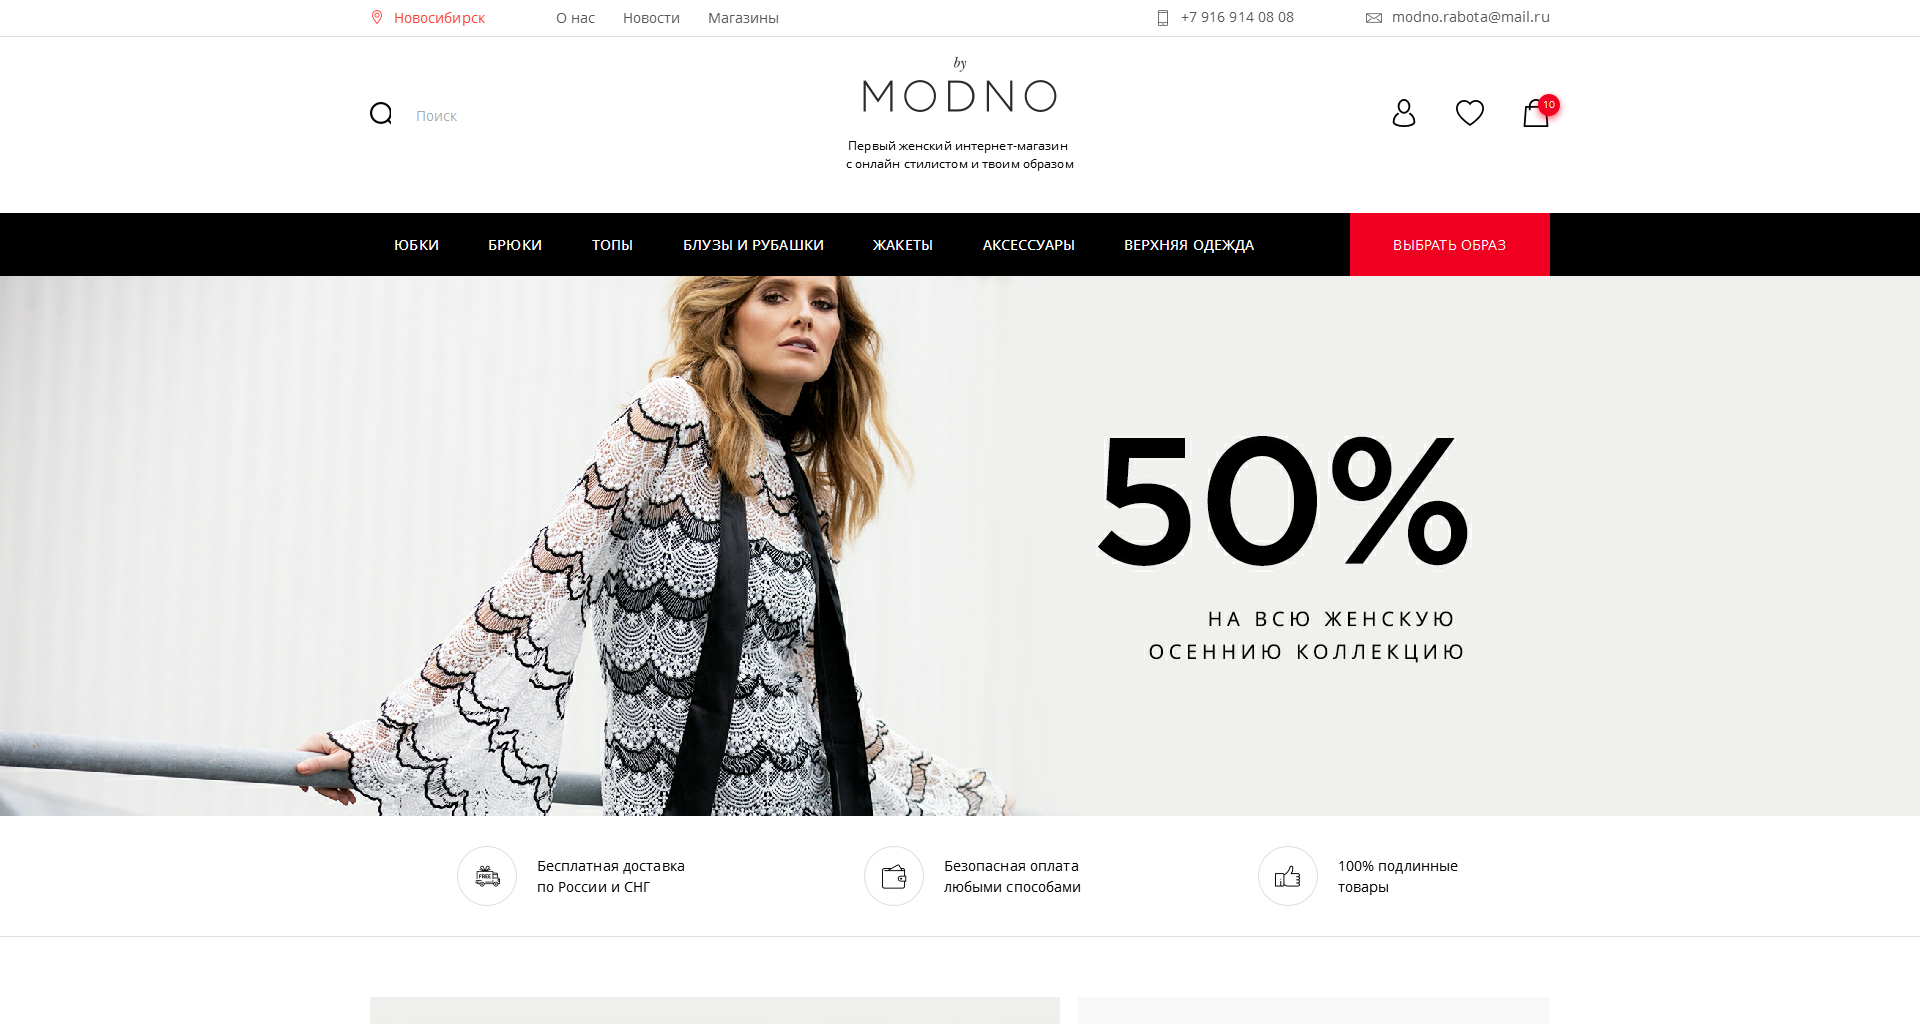 Новосибирск
О нас
Новости
Магазины
+7 916 914 08 08
modno.rabota@mail.ru
by
MODNO
Поиск
10
Первый женский интернет-магазин
с онлайн стилистом и твоим образом
ЮБКИ
БРЮКИ
ТОПЫ
БЛУЗЫ И РУБАШКИ
ЖАКЕТЫ
АКСЕССУАРЫ
ВЕРХНЯЯ ОДЕЖДА
ВЫБРАТЬ ОБРАЗ
50%
НА ВСЮ ЖЕНСКУЮ
ОСЕННИЮ КОЛЛЕКЦИЮ
FREE
Бесплатная доставка
по России и СНГ
Безопасная оплата
любыми способами
100% подлинные
товары